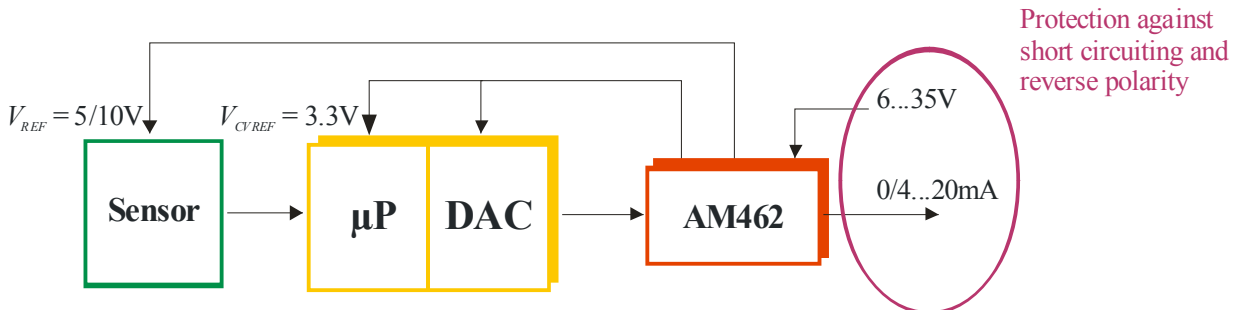 Protection against
short circuiting and
reverse polarity
6...35V
V_REF = 5/10V
V_CVREF = 3.3V
0/4...20mA
Sensor
µP
DAC
AM462